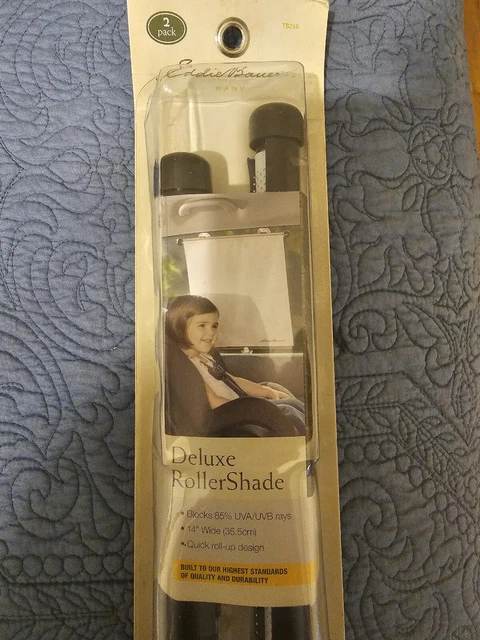 2
pack
TB215
Eddie Bauer
BABY
Deluxe
RollerShade
• Blocks 85% UVA/UVB rays
• 14" Wide (35.5cm)
• Quick roll-up design
BUILT TO OUR HIGHEST STANDARDS
OF QUALITY AND DURABILITY